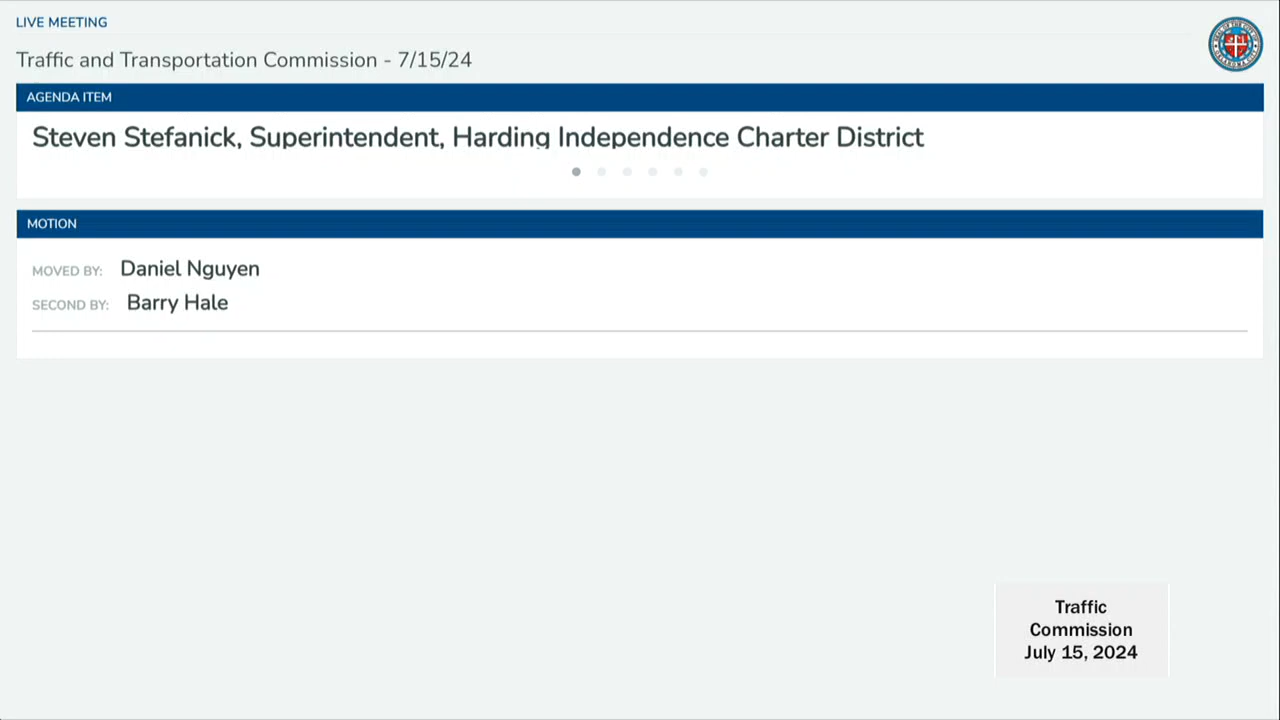 LIVE MEETING
Traffic and Transportation Commission - 7/15/24
AGENDA ITEM
Steven Stefanick, Superintendent, Harding Independence Charter District
MOTION
MOVED BY: Daniel Nguyen
SECOND BY: Barry Hale
Traffic
Commission
July 15, 2024